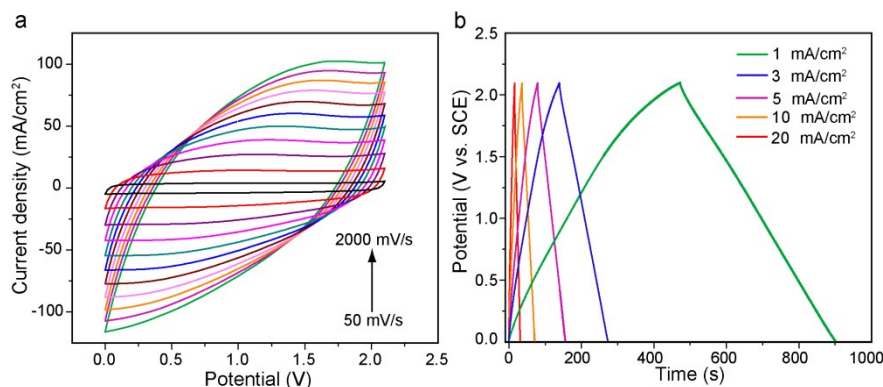 a
Current density (mA/cm²)
100
50
0
-50
-100
2000 mV/s
50 mV/s
0.0 0.5 1.0 1.5 2.0 2.5
Potential (V)
b
Potential (V vs. SCE)
2.5
2.0
1.5
1.0
0.5
0.0
1 mA/cm²
3 mA/cm²
5 mA/cm²
10 mA/cm²
20 mA/cm²
0 200 400 600 800 1000
Time (s)